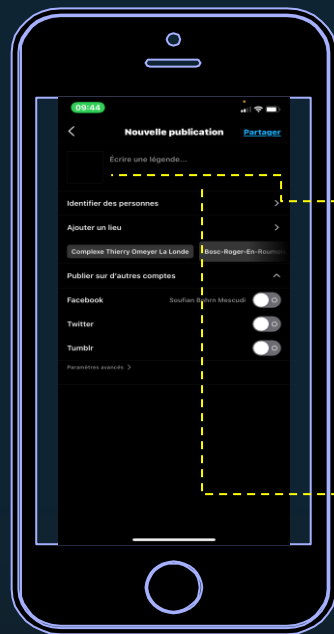 09:44
Nouvelle publication Partager
Écrire une légende...
Identifier des personnes
Ajouter un lieu
Complexe Thierry Omeyer La Londe Bosc-Roger-En-Roumois
Publier sur d'autres comptes
Facebook Soufian Mescudi
Twitter
Tumblr
Paramètres avancés